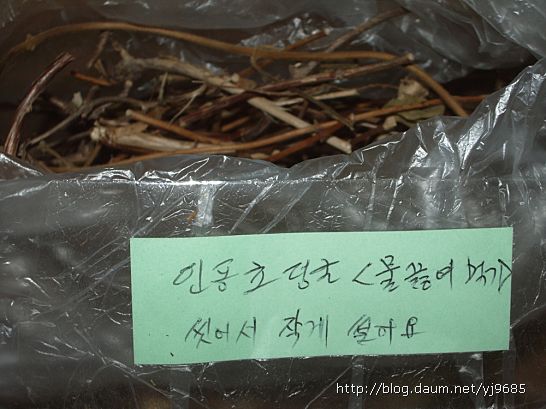 인동초 덩굴 <물끓여 먹기>
씻어서 작게 썰어요
http://blog.daum.net/yj9685